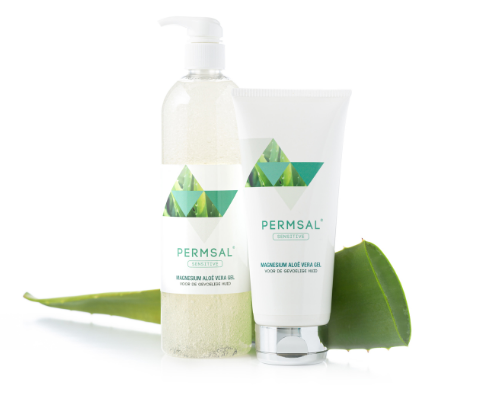 PERMSAL®
SENSITIVE
MAGNESIUM ALOË VERA GEL
VOOR DE GEVOELIGE HUID
PERMSAL®
SENSITIVE
MAGNESIUM ALOË VERA GEL
VOOR DE GEVOELIGE HUID